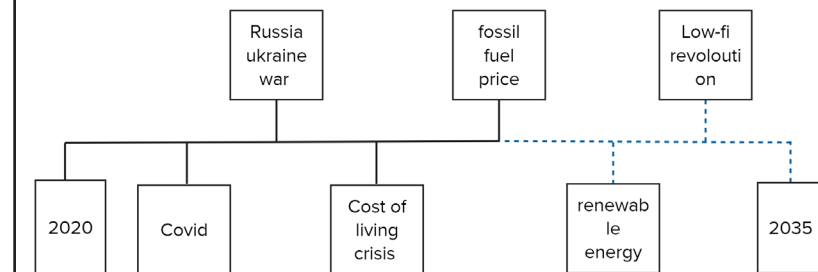 Russia
ukraine
war
fossil
fuel
price
Low-fi
revolouti
on
2020
Covid
Cost of
living
crisis
renewab
le
energy
2035